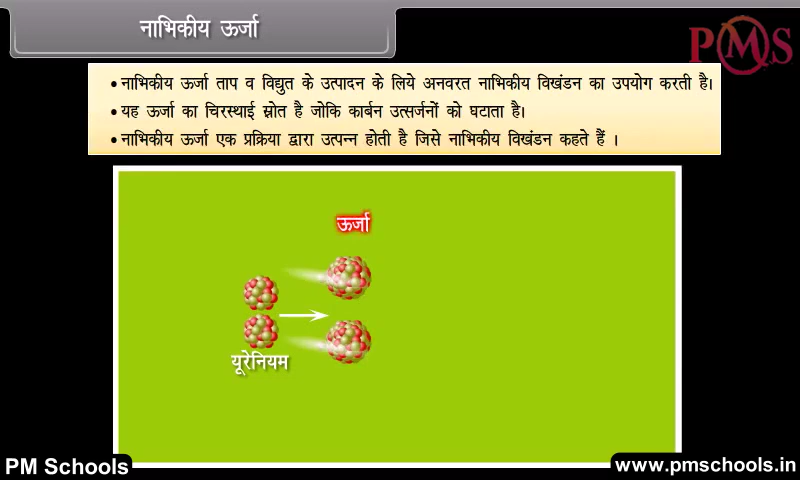 नाभिकीय ऊर्जा
PMS
• नाभिकीय ऊर्जा ताप व विद्युत के उत्पादन के लिये अनवरत नाभिकीय विखंडन का उपयोग करती है।
• यह ऊर्जा का चिरस्थाई स्रोत है जोकि कार्बन उत्सर्जनों को घटाता है।
• नाभिकीय ऊर्जा एक प्रक्रिया द्वारा उत्पन्न होती है जिसे नाभिकीय विखंडन कहते हैं ।
ऊर्जा
यूरेनियम
PM Schools
www.pmschools.in